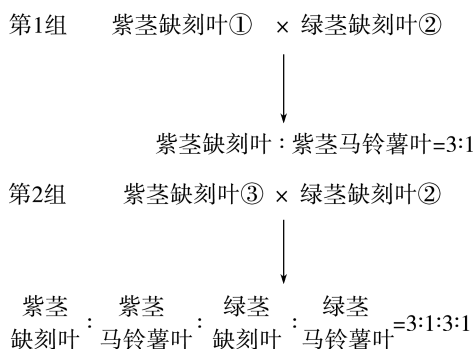 第1组 紫茎缺刻叶① × 绿茎缺刻叶②
紫茎缺刻叶∶紫茎马铃薯叶=3∶1
第2组 紫茎缺刻叶③ × 绿茎缺刻叶②
紫茎 紫茎 绿茎 绿茎
缺刻叶∶马铃薯叶∶缺刻叶∶马铃薯叶=3∶1∶3∶1